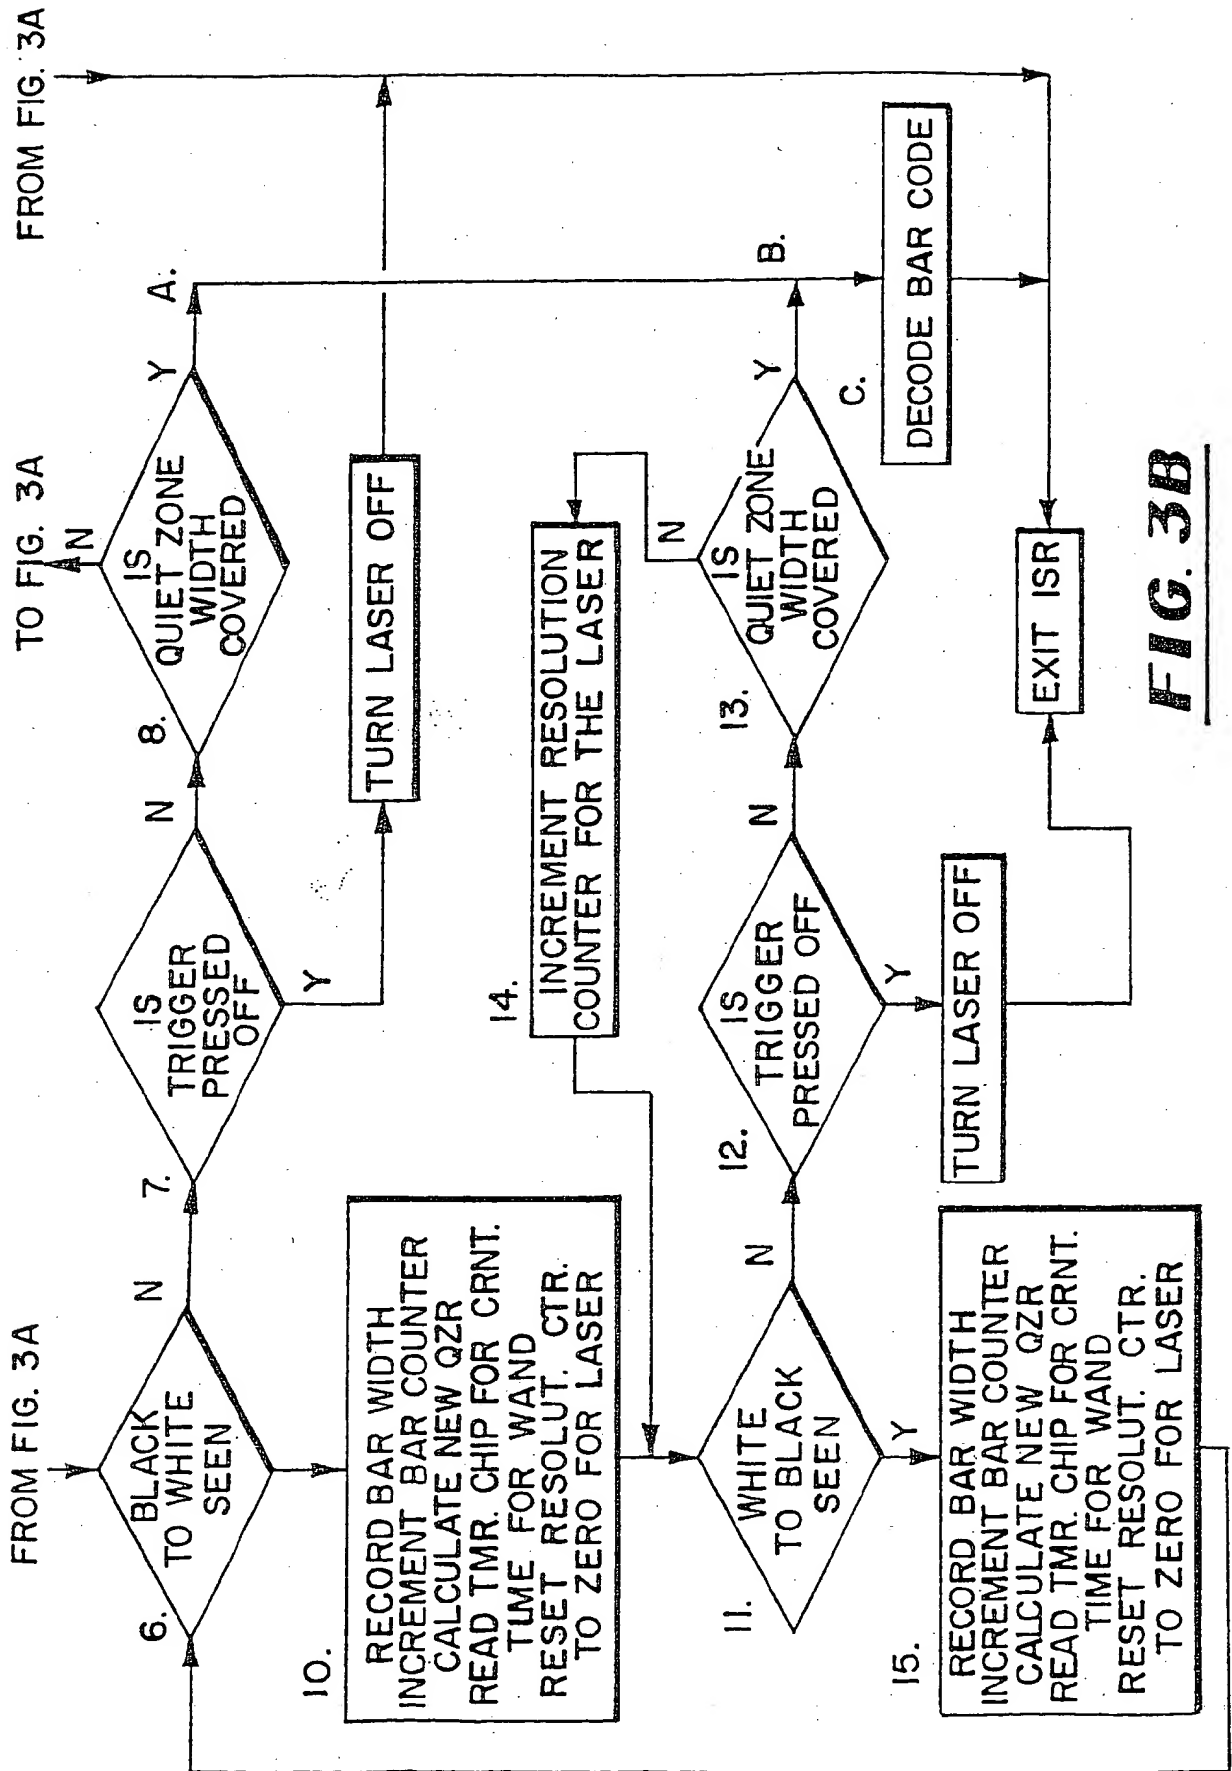 FROM FIG. 3A
TO FIG. 3A
FROM FIG. 3A
6.
BLACK
TO WHITE
SEEN
N
7.
IS
TRIGGER
PRESSED
OFF
N
Y
8.
IS
QUIET ZONE
WIDTH
COVERED
N
Y
A.
TURN LASER OFF
10.
RECORD BAR WIDTH
INCREMENT BAR COUNTER
CALCULATE NEW QZR
READ TMR. CHIP FOR CRNT.
TIME FOR WAND
RESET RESOLUT. CTR.
TO ZERO FOR LASER
14.
INCREMENT RESOLUTION
COUNTER FOR THE LASER
11.
WHITE
TO BLACK
SEEN
N
Y
12.
IS
TRIGGER
PRESSED OFF
N
Y
13.
IS
QUIET ZONE
WIDTH
COVERED
N
Y
B.
C.
DECODE BAR CODE
15.
RECORD BAR WIDTH
INCREMENT BAR COUNTER
CALCULATE NEW QZR
READ TMR. CHIP FOR CRNT.
TIME FOR WAND
RESET RESOLUT. CTR.
TO ZERO FOR LASER
TURN LASER OFF
EXIT ISR
FIG. 3B